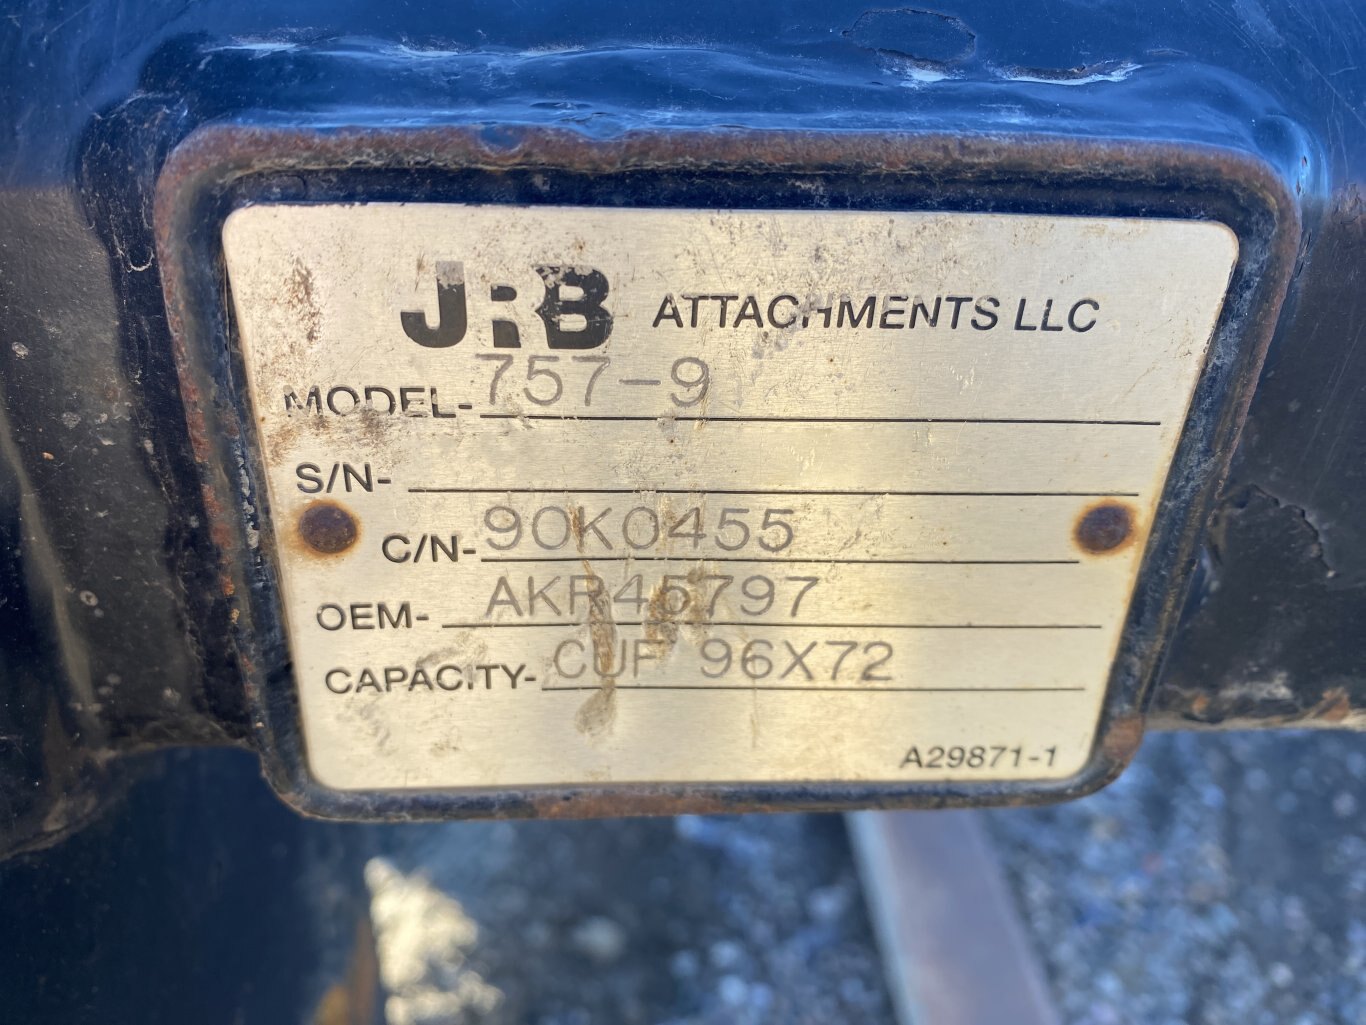 JRB ATTACHMENTS LLC
MODEL- 757-9
S/N-
C/N- 90K0455
OEM- AKR45797
CAPACITY- CUF 96X72
A29871-1